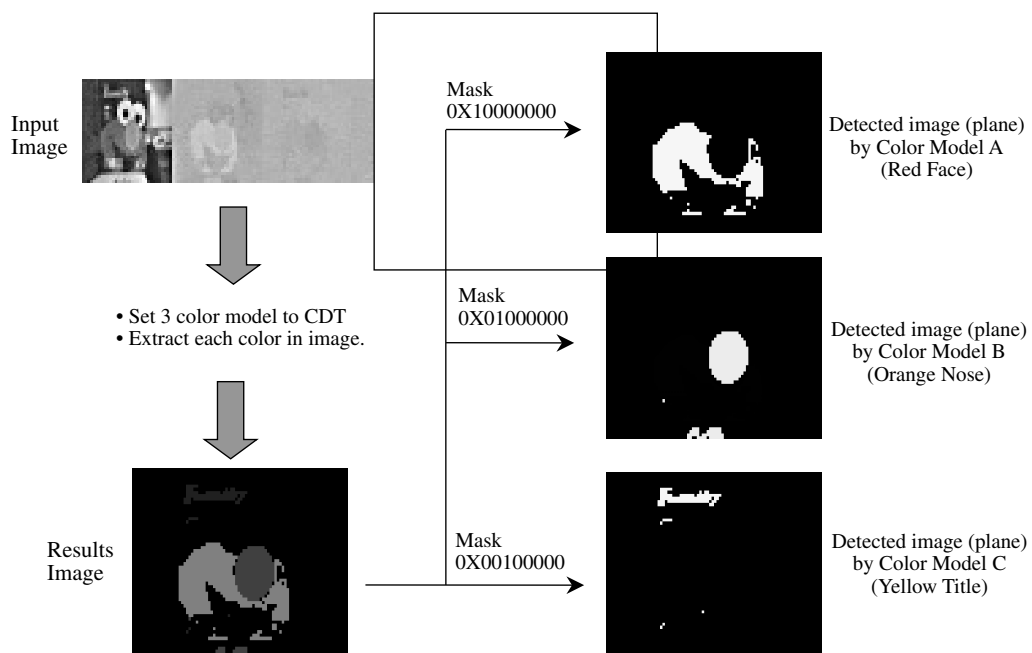 Input
Image
Mask
0X10000000
Detected image (plane)
by Color Model A
(Red Face)
• Set 3 color model to CDT
• Extract each color in image.
Mask
0X01000000
Detected image (plane)
by Color Model B
(Orange Nose)
Results
Image
Mask
0X00100000
Detected image (plane)
by Color Model C
(Yellow Title)